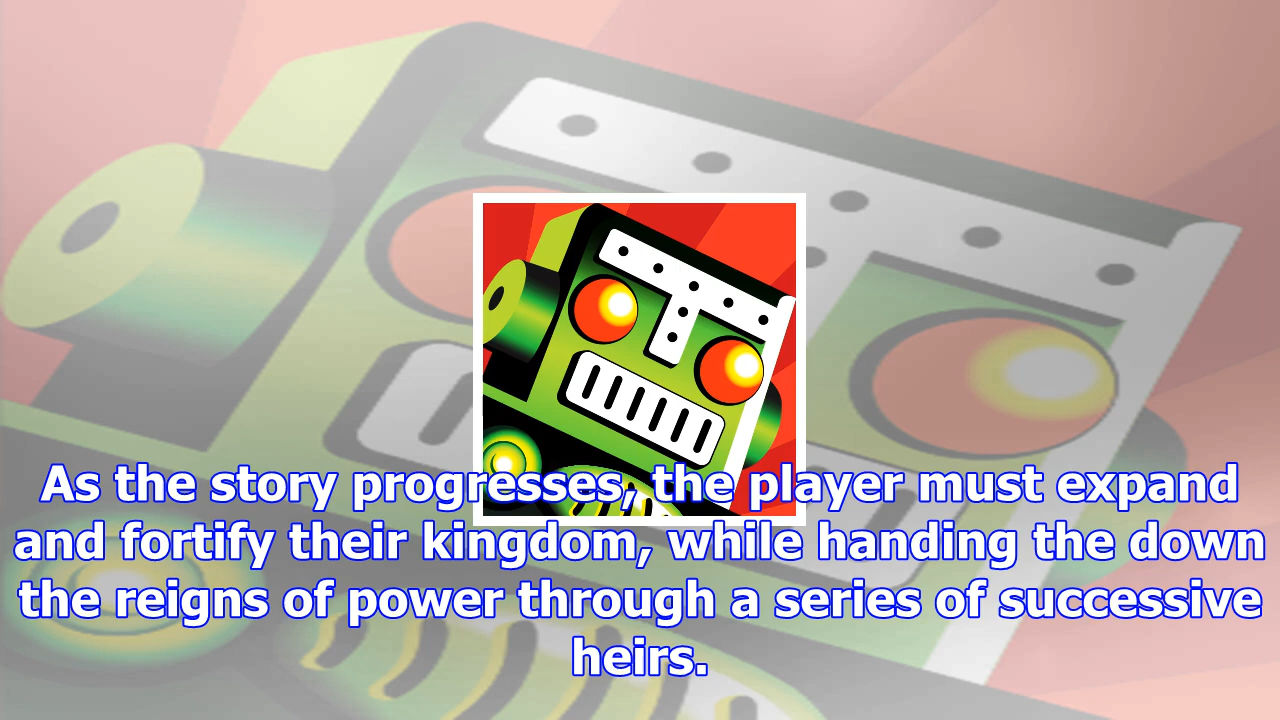 As the story progresses, the player must expand
and fortify their kingdom, while handing the down
the reigns of power through a series of successive
heirs.